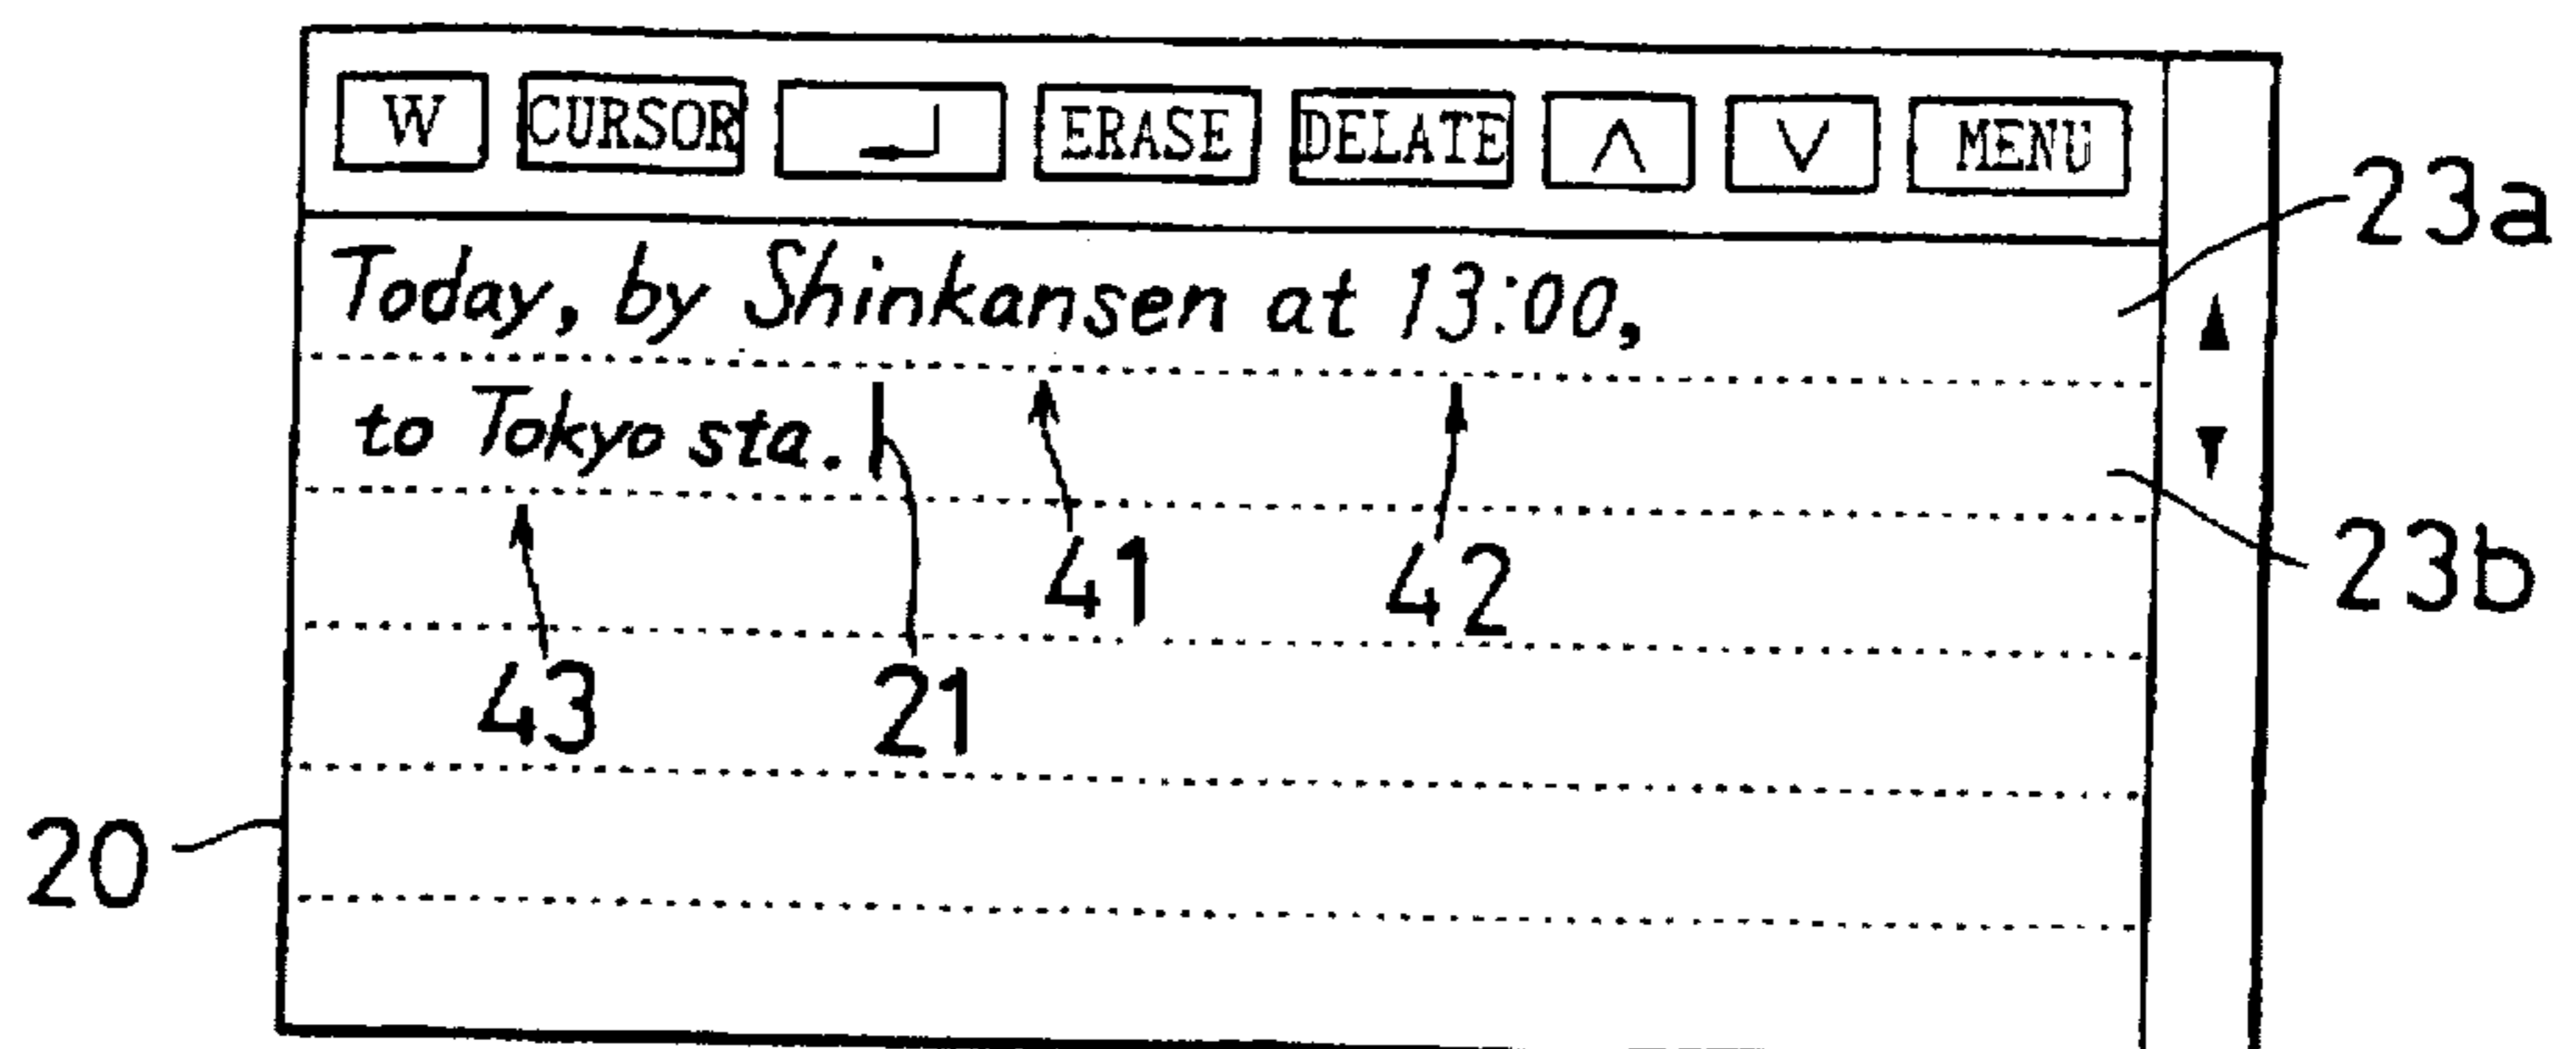 W CURSOR ERASE DELATE ∧ ∨ MENU
23a
Today, by Shinkansen at 13:00,
to Tokyo sta.
23b
41 42
43 21
20